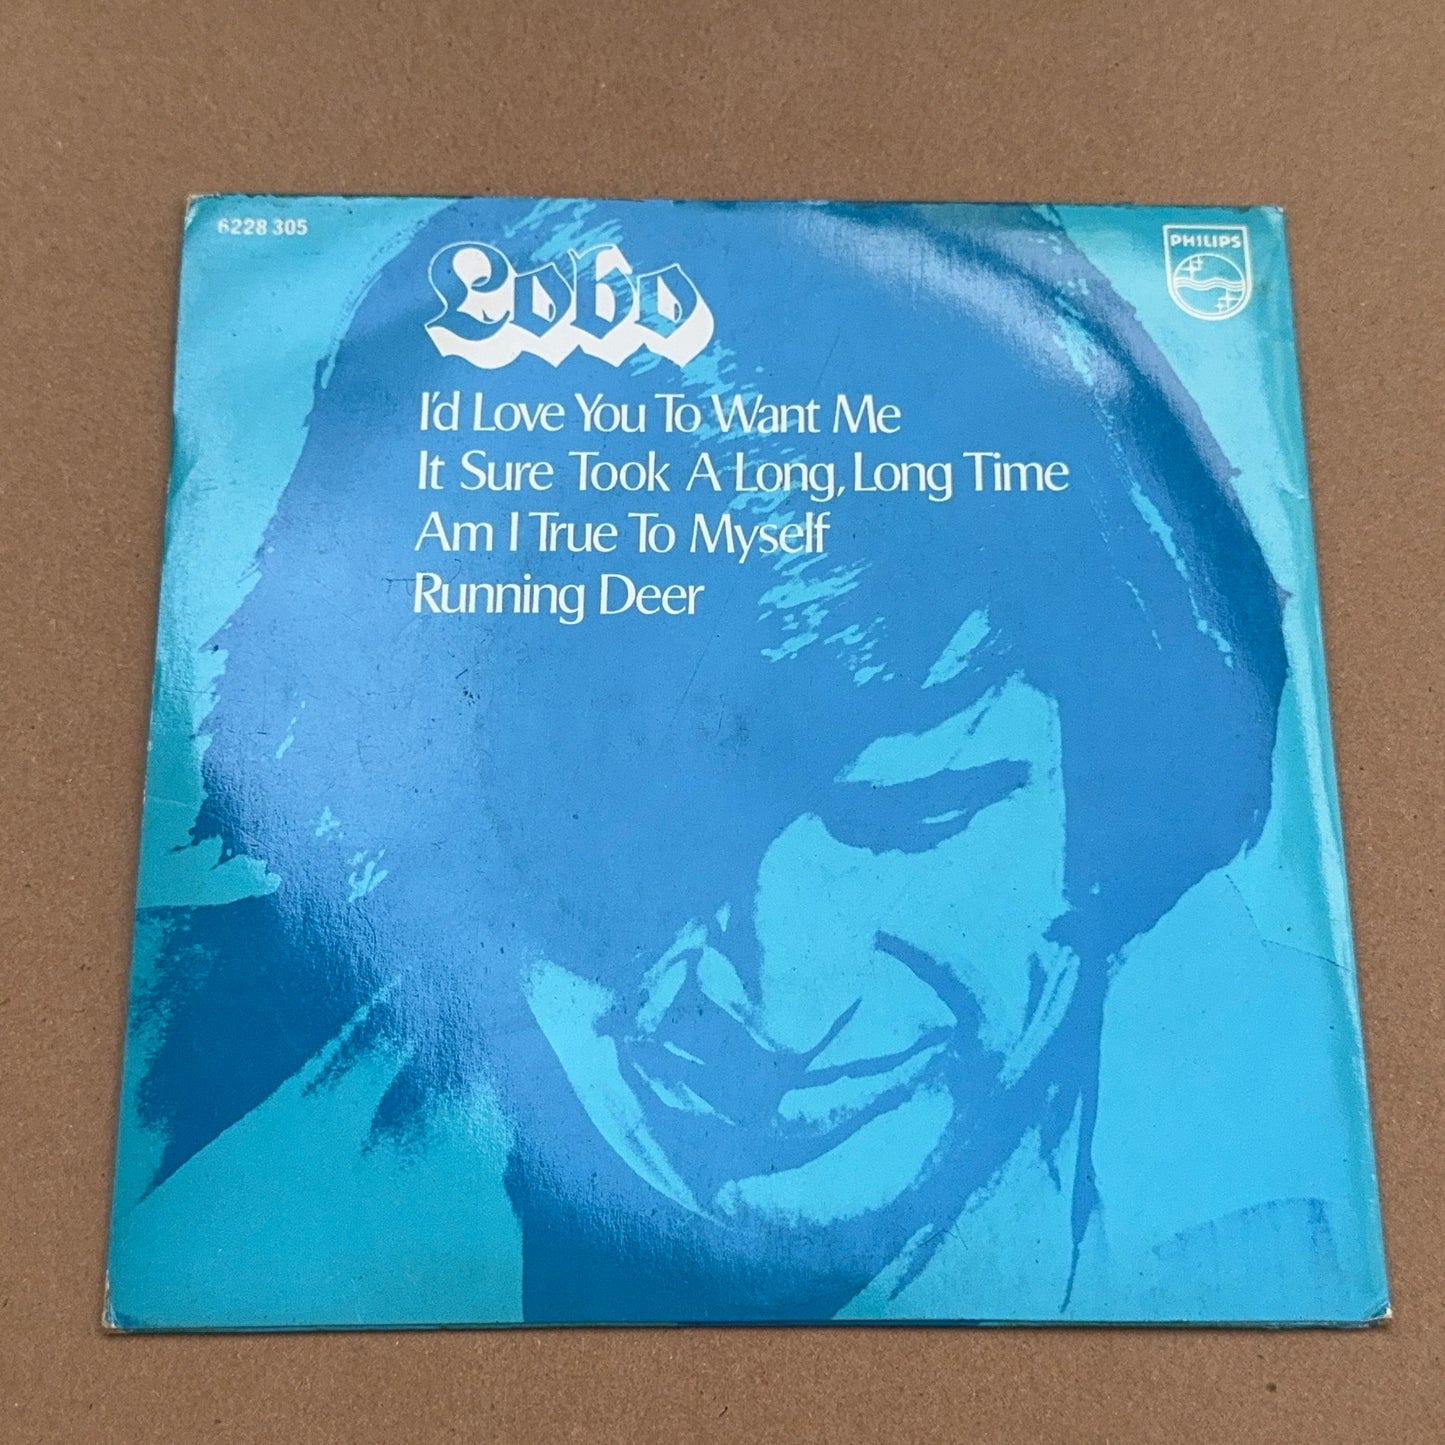 6228 305
PHILIPS
Lobo
I'd Love You To Want Me
It Sure Took A Long, Long Time
Am I True To Myself
Running Deer